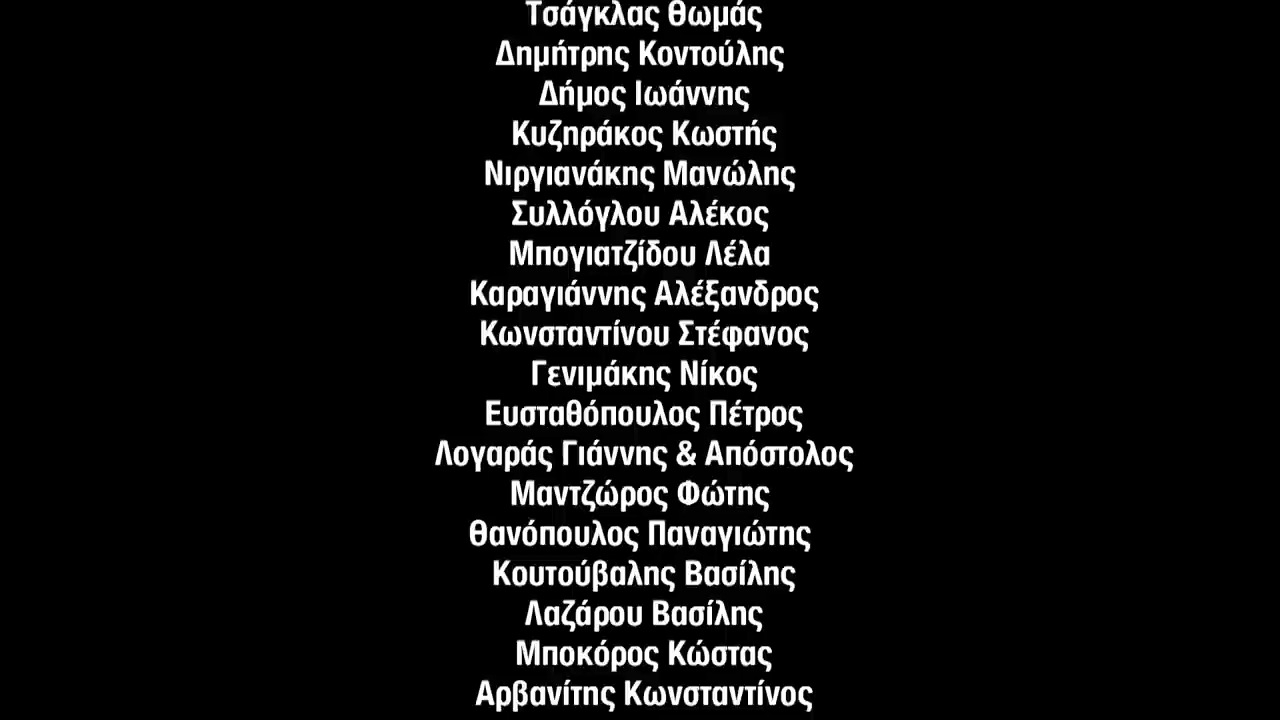 Τσάγκλας Θωμάς
Δημήτρης Κοντούλης
Δήμος Ιωάννης
Κυζηράκος Κωστής
Νιργιανάκης Μανώλης
Συλλόγλου Αλέκος
Μπογιατζίδου Λέλα
Καραγιάννης Αλέξανδρος
Κωνσταντίνου Στέφανος
Γενιμάκης Νίκος
Ευσταθόπουλος Πέτρος
Λογαράς Γιάννης & Απόστολος
Μαντζώρος Φώτης
Θανόπουλος Παναγιώτης
Κουτούβαλης Βασίλης
Λαζάρου Βασίλης
Μποκόρος Κώστας
Αρβανίτης Κωνσταντίνος